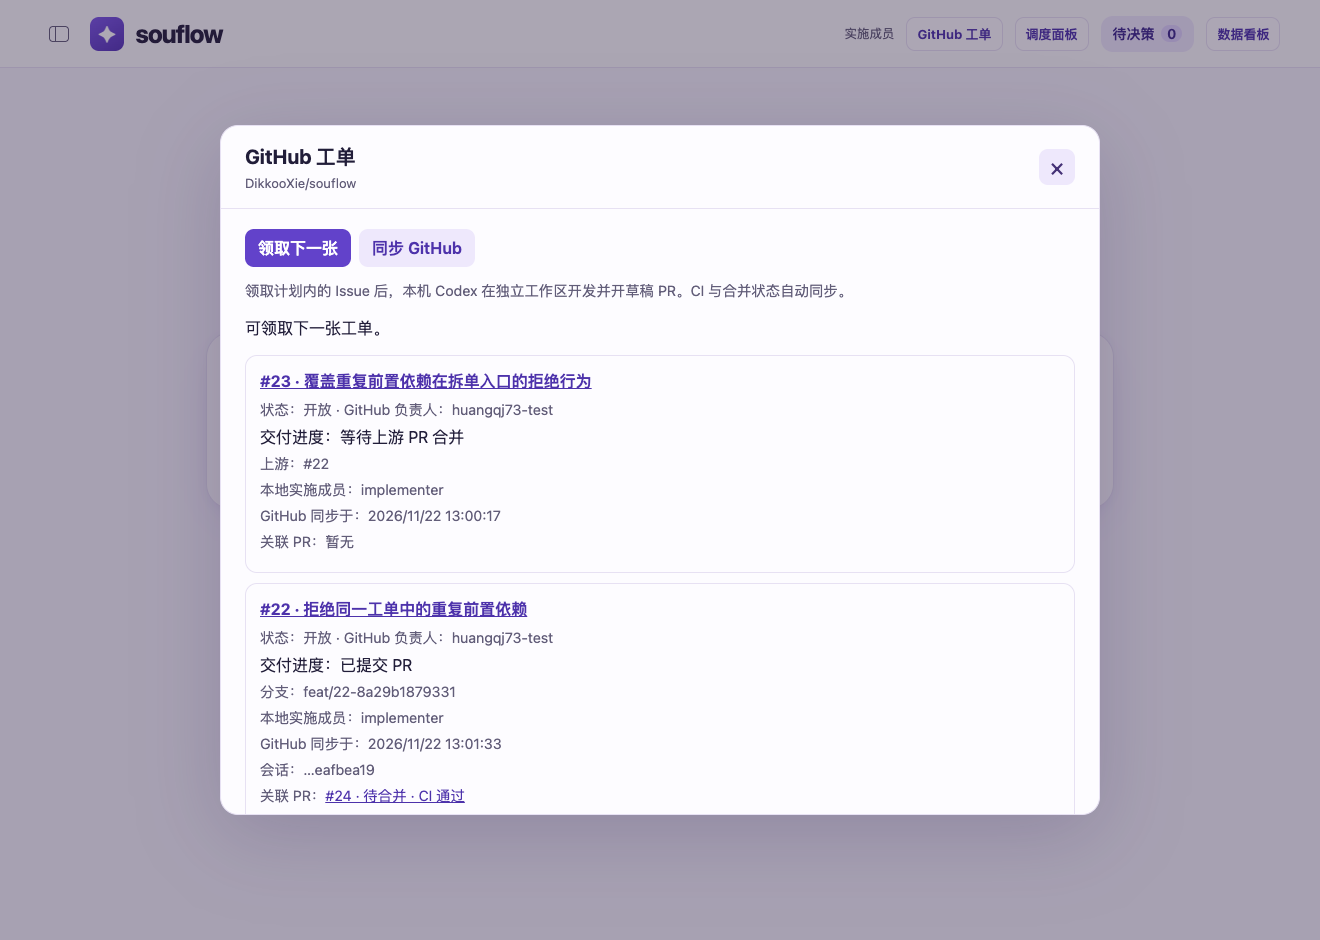 souflow
实施成员
GitHub 工单
调度面板
待决策 0
数据看板
GitHub 工单
DikkooXie/souflow
领取下一张
同步 GitHub
领取计划内的 Issue 后，本机 Codex 在独立工作区开发并开草稿 PR。CI 与合并状态自动同步。
可领取下一张工单。
#23 · 覆盖重复前置依赖在拆单入口的拒绝行为
状态：开放 · GitHub 负责人：huangqj73-test
交付进度：等待上游 PR 合并
上游：#22
本地实施成员：implementer
GitHub 同步于：2026/11/22 13:00:17
关联 PR：暂无
#22 · 拒绝同一工单中的重复前置依赖
状态：开放 · GitHub 负责人：huangqj73-test
交付进度：已提交 PR
分支：feat/22-8a29b1879331
本地实施成员：implementer
GitHub 同步于：2026/11/22 13:01:33
会话：…eafbea19
关联 PR：#24 · 待合并 · CI 通过